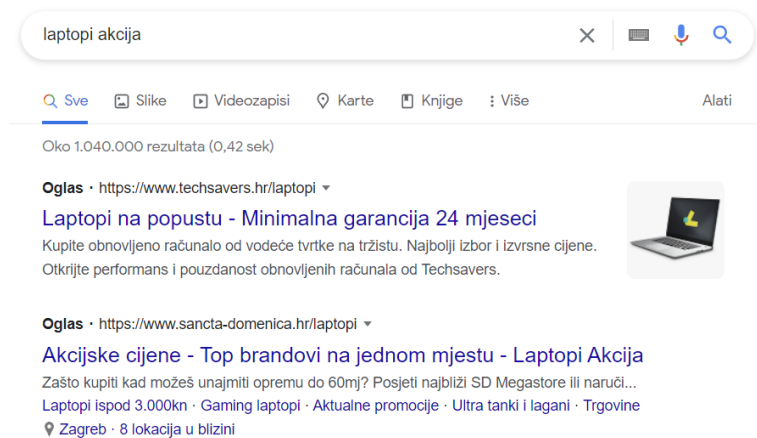 laptopi akcija
Sve Slike Videozapisi Karte Knjige Više Alati
Oko 1.040.000 rezultata (0,42 sek)
Oglas · https://www.techsavers.hr/laptopi
Laptopi na popustu - Minimalna garancija 24 mjeseci
Kupite obnovljeno računalo od vodeće tvrtke na tržistu. Najbolji izbor i izvrsne cijene.
Otkrijte performans i pouzdanost obnovljenih računala od Techsavers.
Oglas · https://www.sancta-domenica.hr/laptopi
Akcijske cijene - Top brandovi na jednom mjestu - Laptopi Akcija
Zašto kupiti kad možeš unajmiti opremu do 60mj? Posjeti najbliži SD Megastore ili naruči...
Laptopi ispod 3.000kn · Gaming laptopi · Aktualne promocije · Ultra tanki i lagani · Trgovine
Zagreb · 8 lokacija u blizini